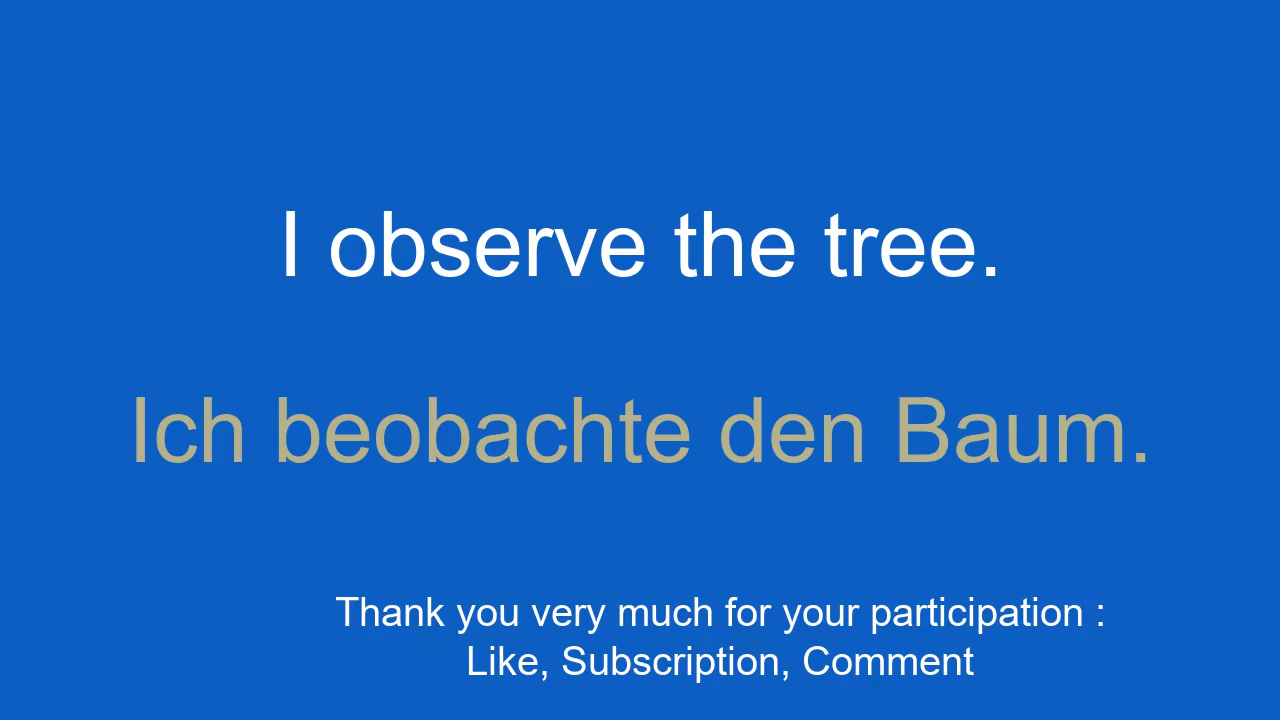 I observe the tree.
Ich beobachte den Baum.
Thank you very much for your participation :
Like, Subscription, Comment